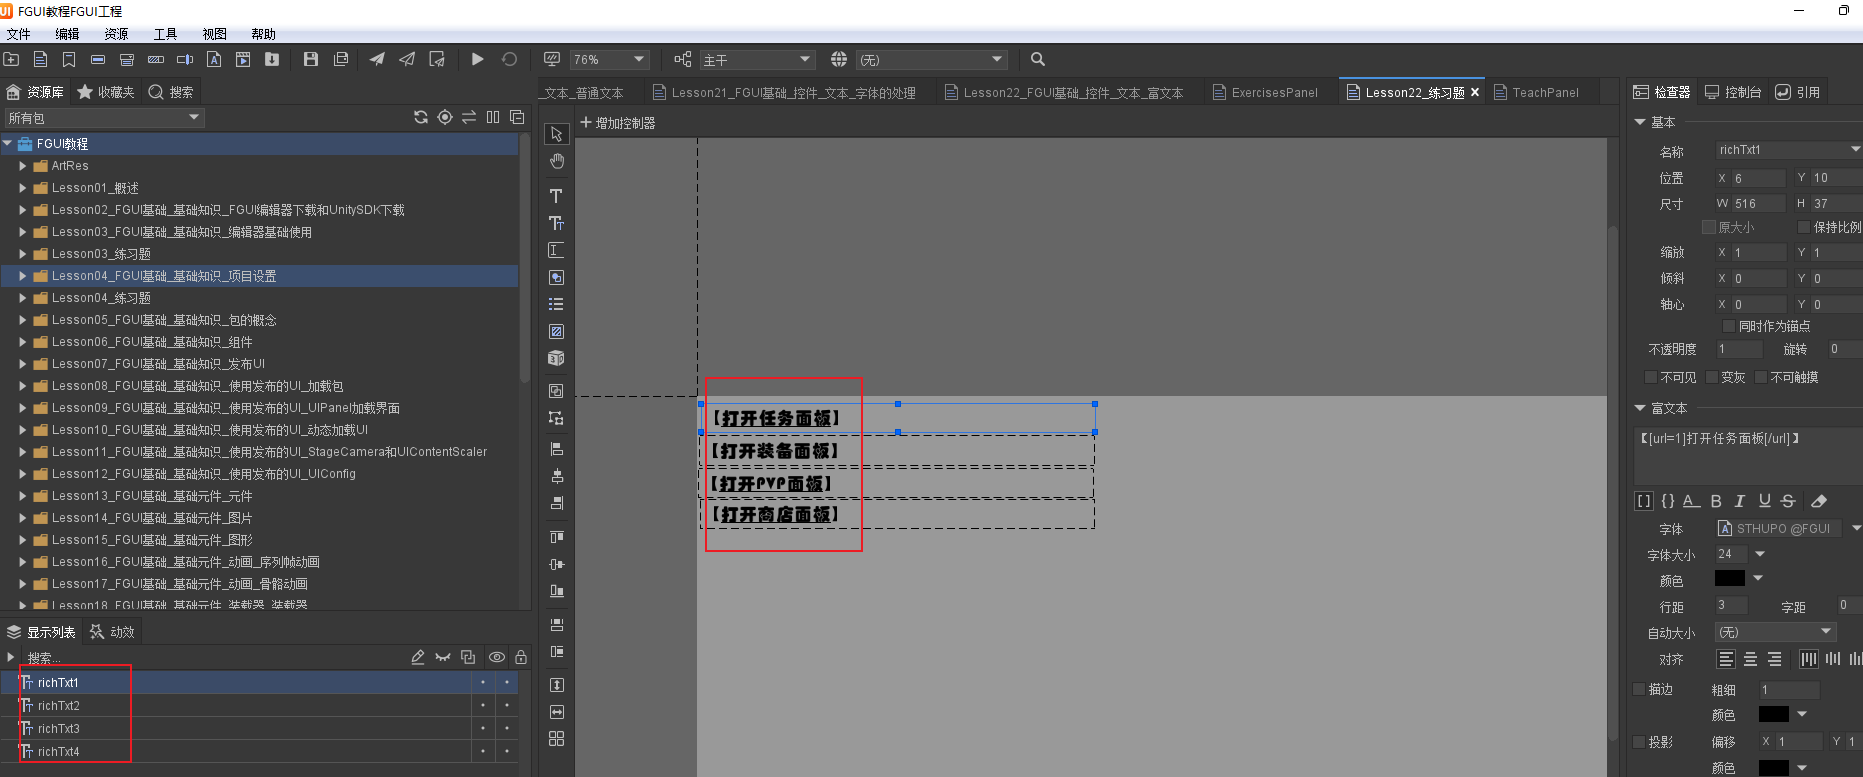 FGUI教程FGUI工程
文件 编辑 资源 工具 视图 帮助
76% 主干 (无)
资源库 收藏夹 搜索
文本_普通文本 Lesson21_FGUI基础_控件_文本_字体的处理 Lesson22_FGUI基础_控件_文本_富文本 ExercisesPanel Lesson22_练习题 TeachPanel
检查器 控制台 引用
所有包
增加控制器
FGUI教程
ArtRes
Lesson01_概述
Lesson02_FGUI基础_基础知识_FGUI编辑器下载和UnitySDK下载
Lesson03_FGUI基础_基础知识_编辑器基础使用
Lesson03_练习题
Lesson04_FGUI基础_基础知识_项目设置
Lesson04_练习题
Lesson05_FGUI基础_基础知识_包的概念
Lesson06_FGUI基础_基础知识_组件
Lesson07_FGUI基础_基础知识_发布UI
Lesson08_FGUI基础_基础知识_使用发布的UI_加载包
Lesson09_FGUI基础_基础知识_使用发布的UI_UIPanel加载界面
Lesson10_FGUI基础_基础知识_使用发布的UI_动态加载UI
Lesson11_FGUI基础_基础知识_使用发布的UI_StageCamera和UIContentScaler
Lesson12_FGUI基础_基础知识_使用发布的UI_UIConfig
Lesson13_FGUI基础_基础元件_元件
Lesson14_FGUI基础_基础元件_图片
Lesson15_FGUI基础_基础元件_图形
Lesson16_FGUI基础_基础元件_动画_序列帧动画
Lesson17_FGUI基础_基础元件_动画_骨骼动画
Lesson18_FGUI基础_基础元件_装载器_装载器
显示列表 动效
搜索...
richTxt1
richTxt2
richTxt3
richTxt4
【打开任务面板】
【打开装备面板】
【打开PVP面板】
【打开商店面板】
基本
名称 richTxt1
位置 X 6 Y 10
尺寸 W 516 H 37
原大小 保持比例
缩放 X 1 Y 1
倾斜 X 0 Y 0
轴心 X 0 Y 0
同时作为锚点
不透明度 1 旋转 0
不可见 变灰 不可触摸
富文本
【[url=1]打开任务面板[/url]】
字体 STHUPO @FGUI
字体大小 24
颜色
行距 3 字距 0
自动大小 (无)
对齐
描边 粗细 1
颜色
投影 偏移 X 1 Y 1
颜色